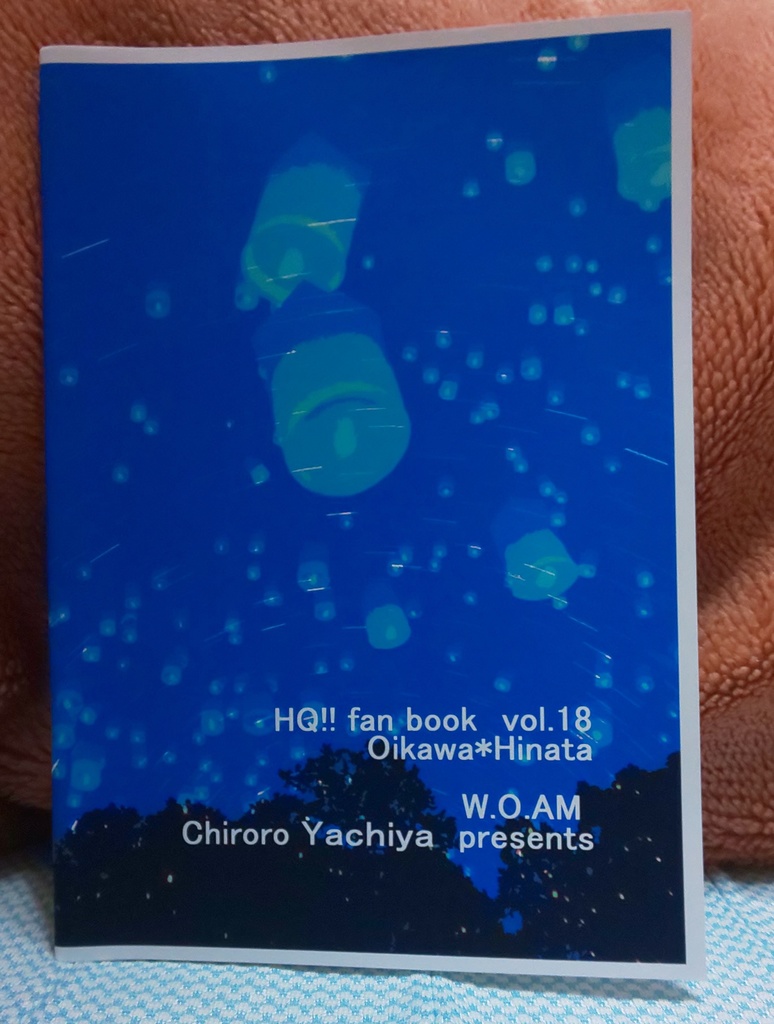 HQ!! fan book vol.18
Oikawa*Hinata
W.O.AM
Chiroro Yachiya presents